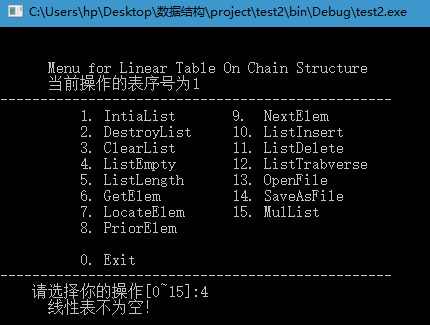 C:\Users\hp\Desktop\数据结构\project\test2\bin\Debug\test2.exe
Menu for Linear Table On Chain Structure
当前操作的表序号为1
-------------------------------------------------
1. IntiaList 9. NextElem
2. DestroyList 10. ListInsert
3. ClearList 11. ListDelete
4. ListEmpty 12. ListTrabverse
5. ListLength 13. OpenFile
6. GetElem 14. SaveAsFile
7. LocateElem 15. MulList
8. PriorElem
0. Exit
-------------------------------------------------
请选择你的操作[0~15]:4
线性表不为空!